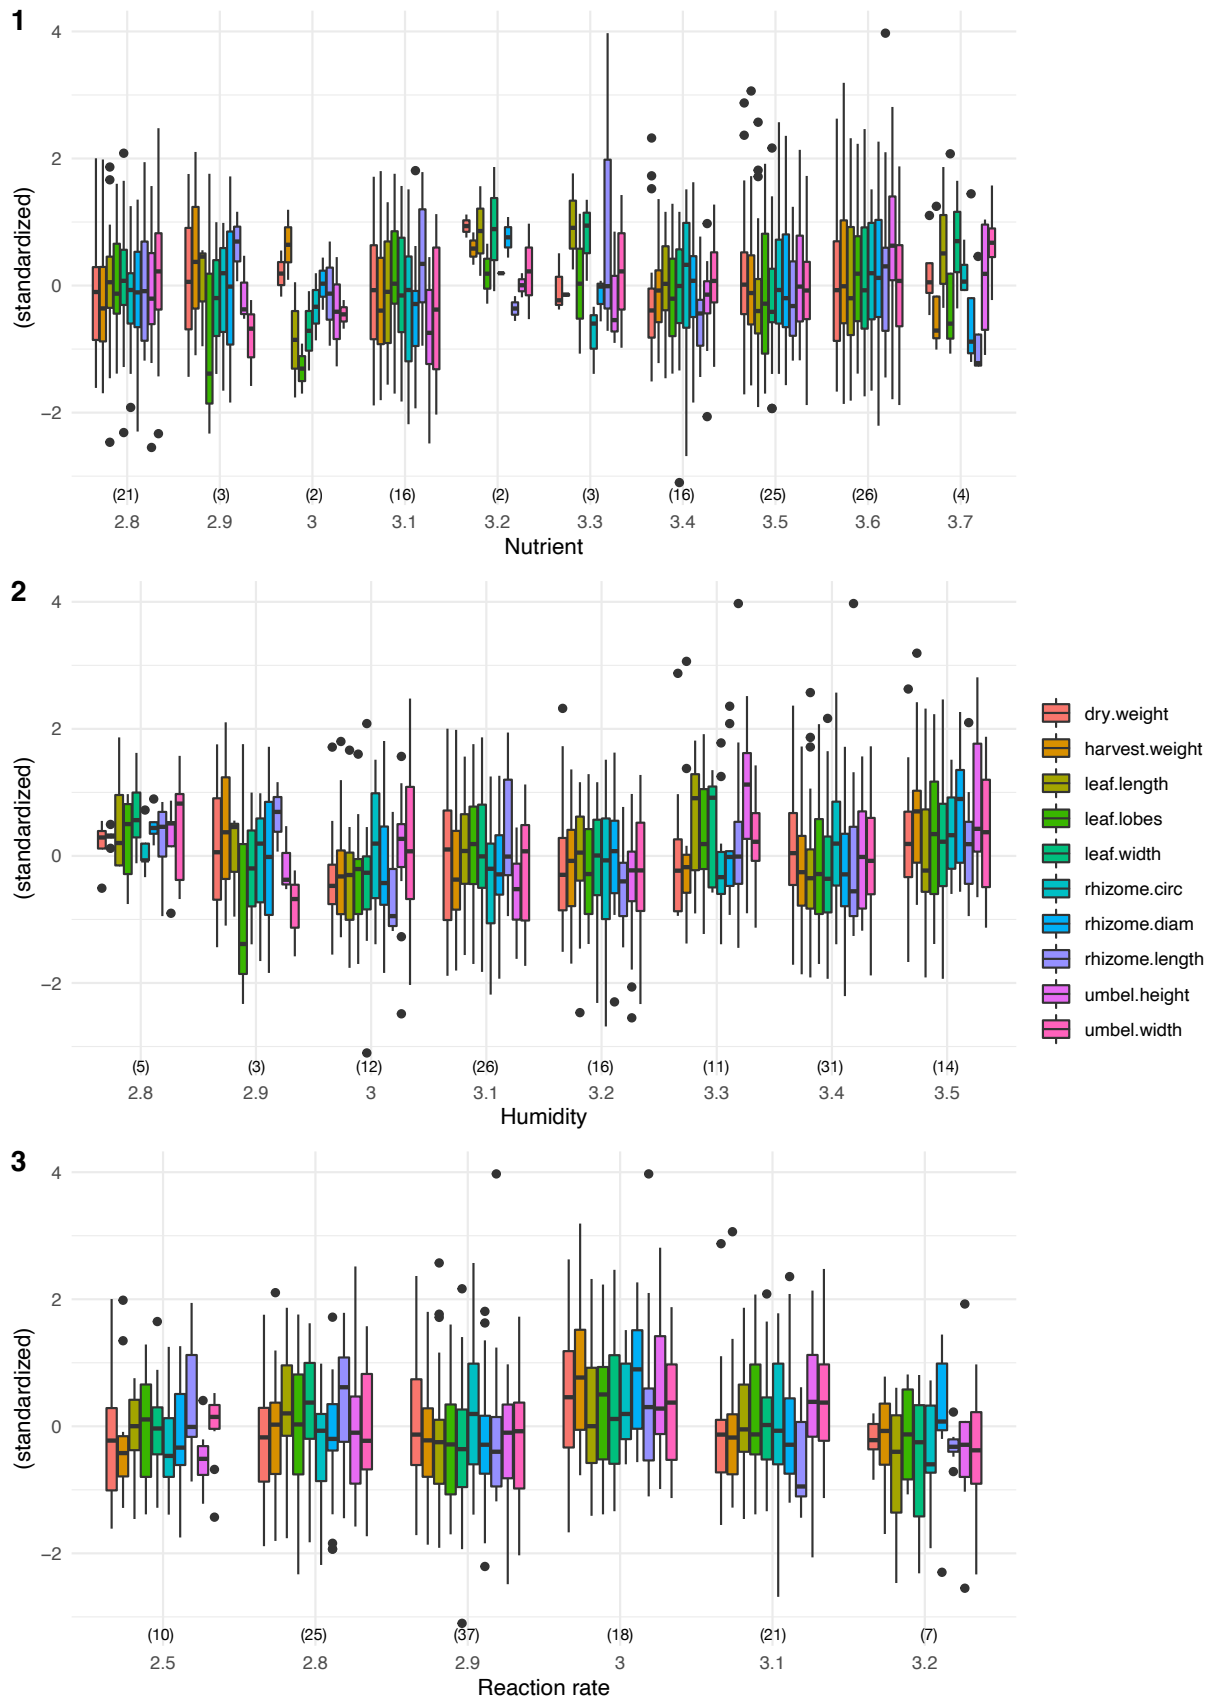 1
(standardized)
4
2
0
−2
(21) (3) (2) (16) (2) (3) (16) (25) (26) (4)
2.8 2.9 3 3.1 3.2 3.3 3.4 3.5 3.6 3.7
Nutrient
2
(standardized)
4
2
0
−2
(5) (3) (12) (26) (16) (11) (31) (14)
2.8 2.9 3 3.1 3.2 3.3 3.4 3.5
Humidity
dry.weight
harvest.weight
leaf.length
leaf.lobes
leaf.width
rhizome.circ
rhizome.diam
rhizome.length
umbel.height
umbel.width
3
(standardized)
4
2
0
−2
(10) (25) (37) (18) (21) (7)
2.5 2.8 2.9 3 3.1 3.2
Reaction rate